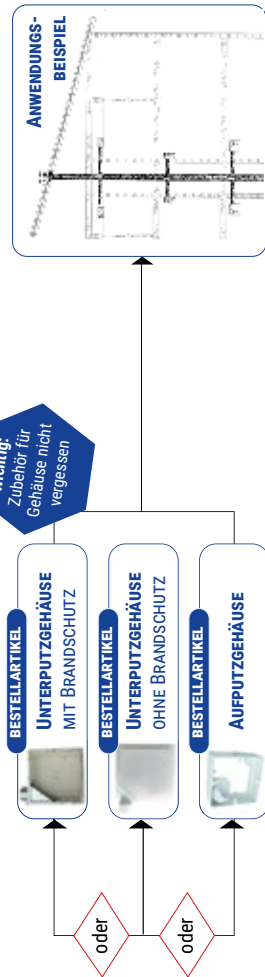 oder
oder
BESTELLARTIKEL
UNTERPUTZGEHÄUSE
MIT BRANDSCHUTZ
BESTELLARTIKEL
UNTERPUTZGEHÄUSE
OHNE BRANDSCHUTZ
BESTELLARTIKEL
AUFPUTZGEHÄUSE
Wichtig:
Zubehör für
Gehäuse nicht
vergessen
ANWENDUNGS-
BEISPIEL